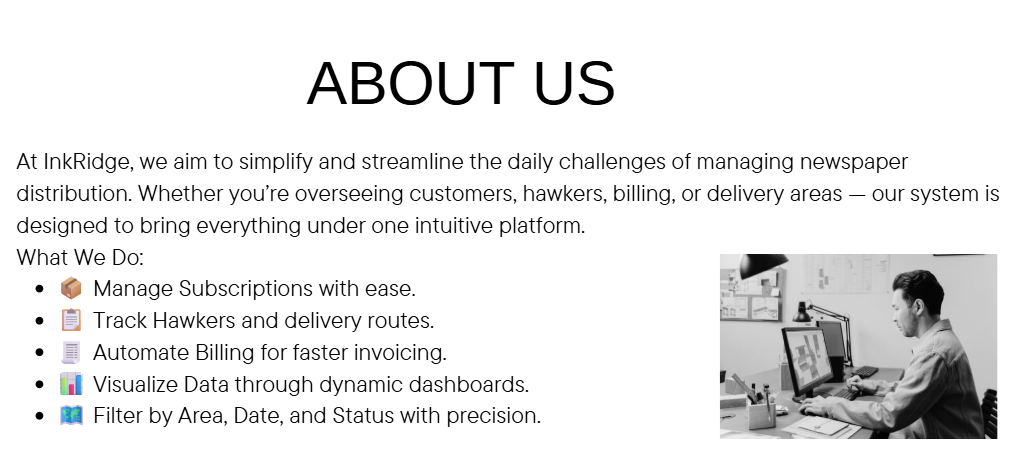 ABOUT US
At InkRidge, we aim to simplify and streamline the daily challenges of managing newspaper
distribution. Whether you’re overseeing customers, hawkers, billing, or delivery areas — our system is
designed to bring everything under one intuitive platform.
What We Do:
• 📦 Manage Subscriptions with ease.
• 📋 Track Hawkers and delivery routes.
• 🧾 Automate Billing for faster invoicing.
• 📊 Visualize Data through dynamic dashboards.
• 🗺️ Filter by Area, Date, and Status with precision.